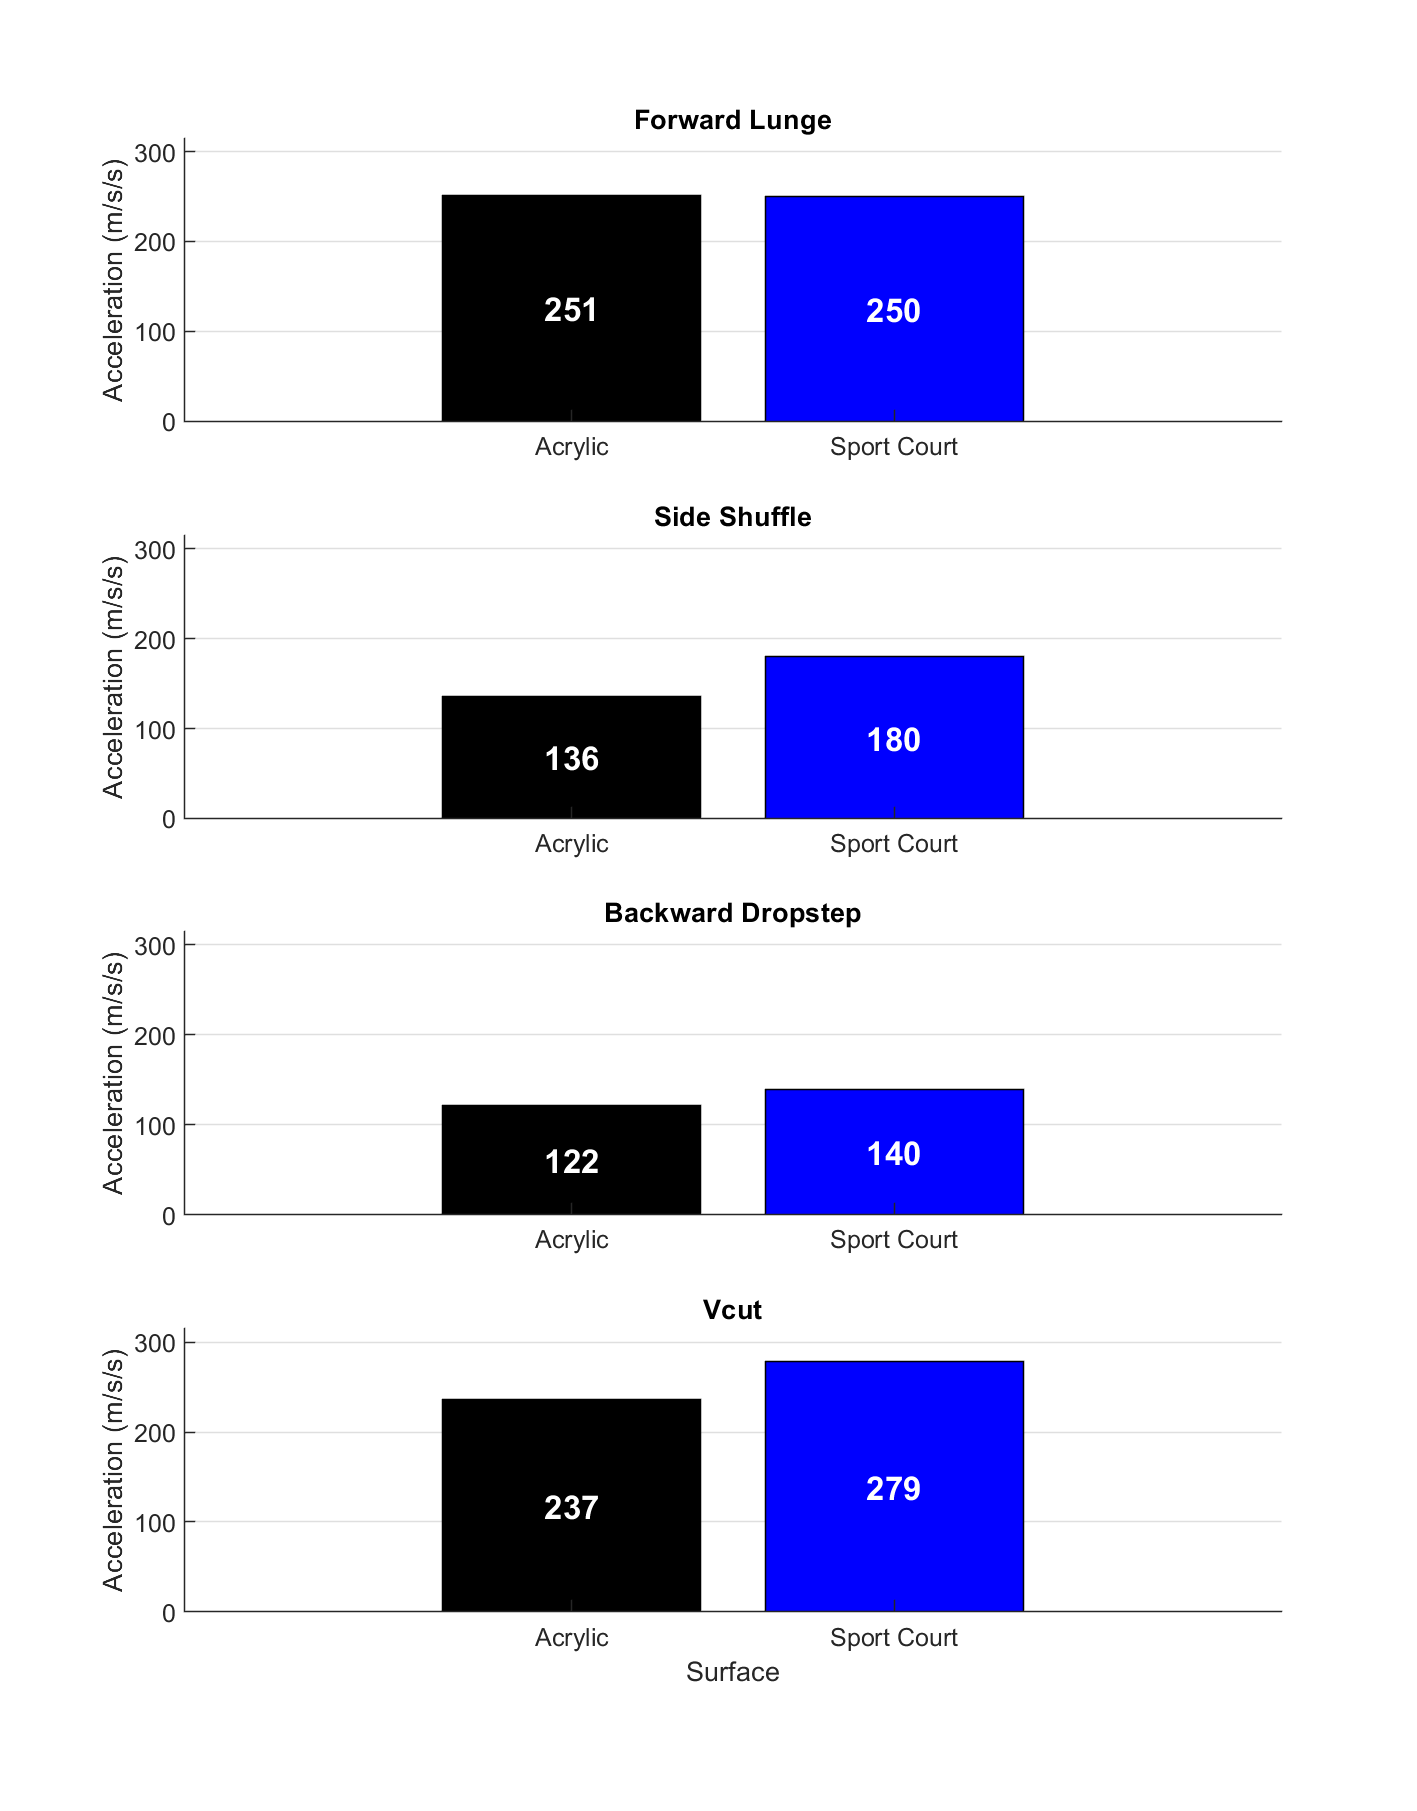 Forward Lunge
Acceleration (m/s/s)
300
200
100
0
251
250
Acrylic
Sport Court
Side Shuffle
Acceleration (m/s/s)
300
200
100
0
136
180
Acrylic
Sport Court
Backward Dropstep
Acceleration (m/s/s)
300
200
100
0
122
140
Acrylic
Sport Court
Vcut
Acceleration (m/s/s)
300
200
100
0
237
279
Acrylic
Sport Court
Surface